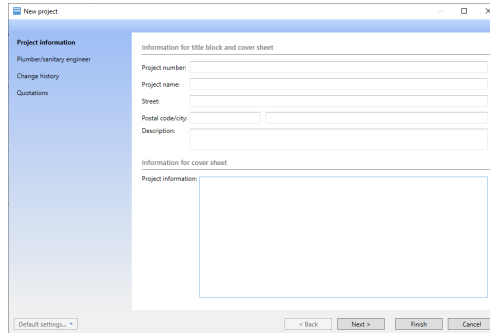 New project
Project information
Plumber/sanitary engineer
Change history
Quotations
Information for title block and cover sheet
Project number:
Project name:
Street:
Postal code/city:
Description:
Information for cover sheet
Project information:
Default settings...
< Back
Next >
Finish
Cancel